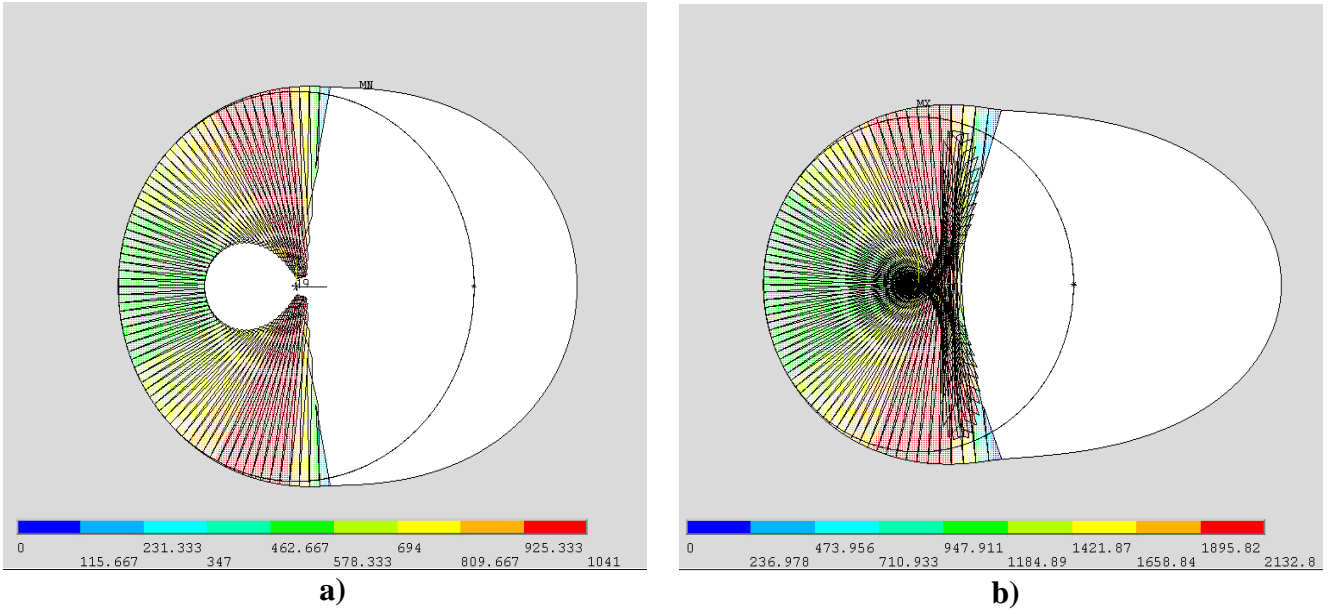 MN
MX
0 231.333 462.667 694 925.333
115.667 347 578.333 809.667 1041
0 473.956 947.911 1421.87 1895.82
236.978 710.933 1184.89 1658.84 2132.8
a)
b)